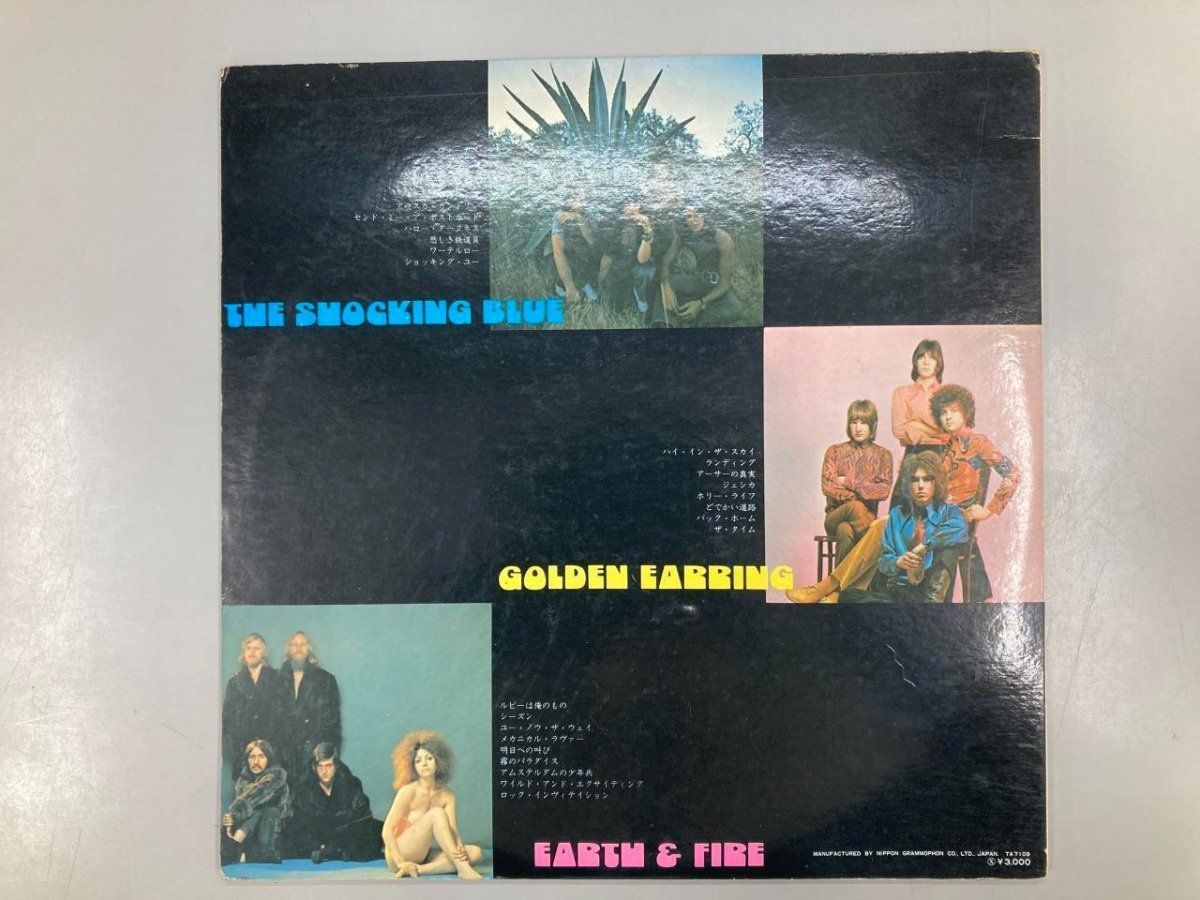 センド・ミー・ア・ポストカード
ハロー・ダークネス
悲しき鉄道員
ワーテルロー
ショッキング・ユー
THE SHOCKING BLUE
ハイ・イン・ザ・スカイ
ランディング
アーサーの真実
ジェシカ
ホリー・ライフ
どでかい道路
バック・ホーム
ザ・タイム
GOLDEN EARRING
ルビーは俺のもの
シーズン
ユー・ノウ・ザ・ウェイ
メカニカル・ラヴァー
明日への叫び
霧のパラダイス
アムステルダムの少年兵
ワイルド・アンド・エクサイティング
ロック・インヴィテイション
EARTH & FIRE
MANUFACTURED BY NIPPON GRAMMOPHON CO., LTD., JAPAN. TA7109
Ⓢ ¥3,000